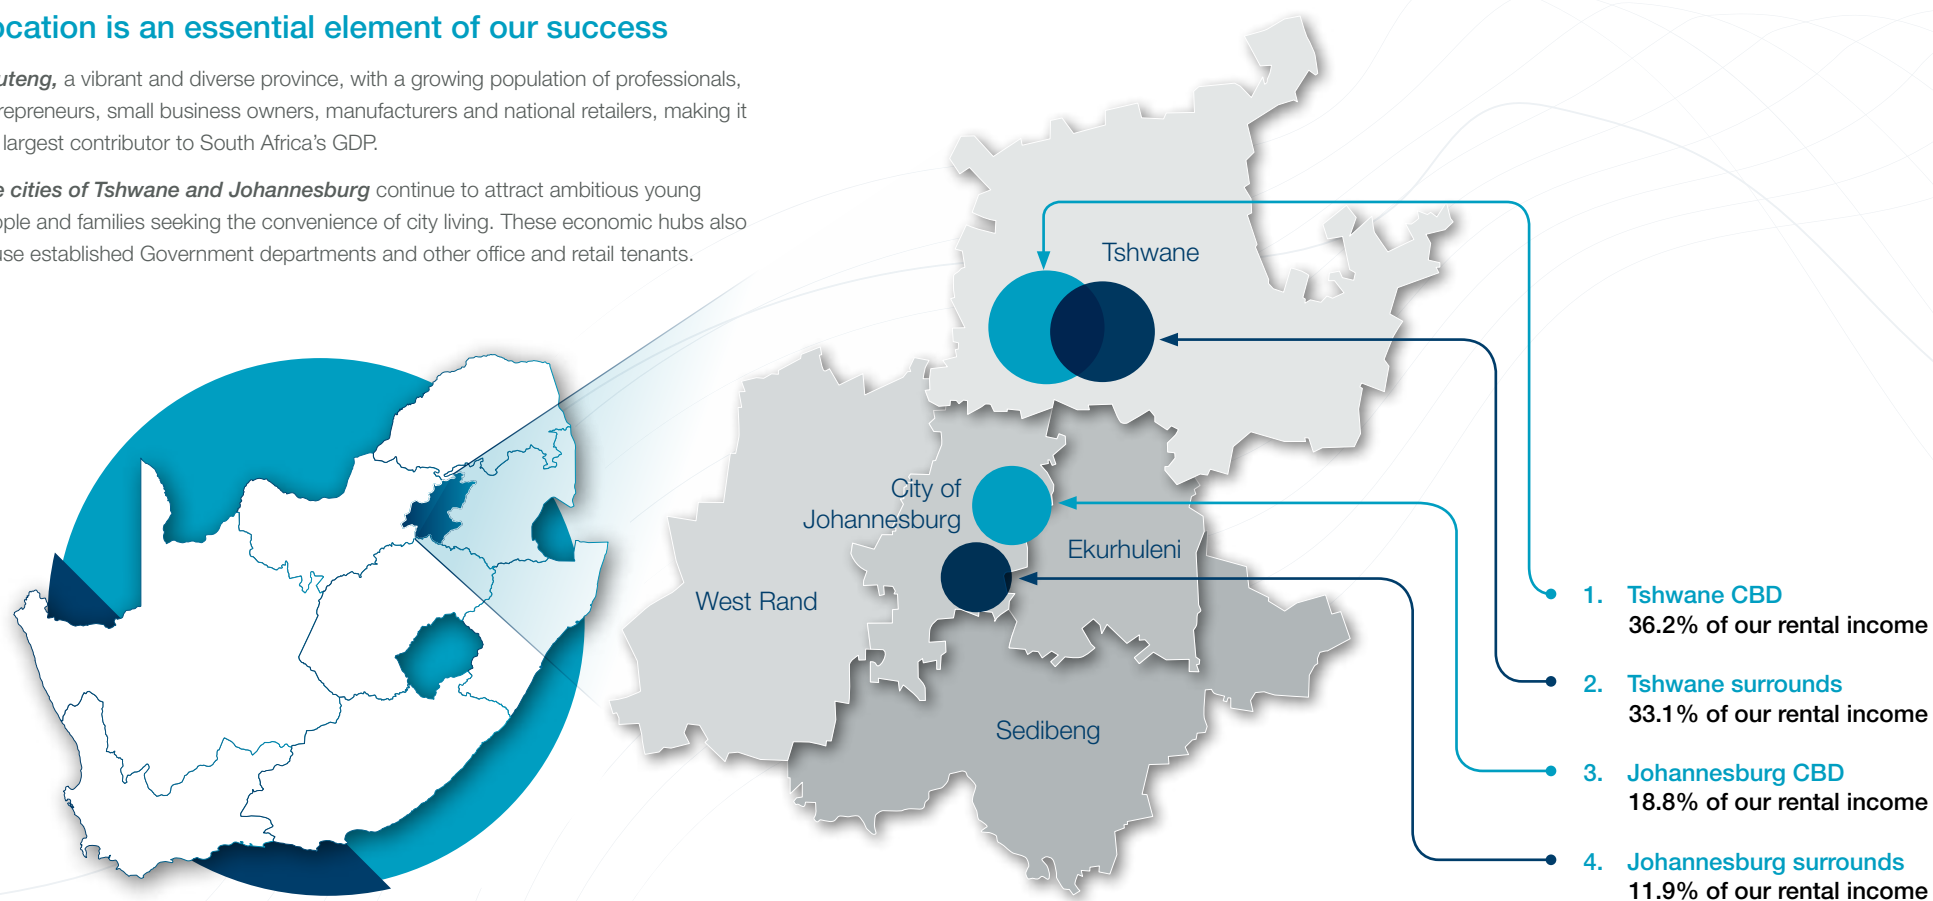 ocation is an essential element of our success
uteng, a vibrant and diverse province, with a growing population of professionals,
repreneurs, small business owners, manufacturers and national retailers, making it
largest contributor to South Africa's GDP.
e cities of Tshwane and Johannesburg continue to attract ambitious young
ople and families seeking the convenience of city living. These economic hubs also
use established Government departments and other office and retail tenants.
Tshwane
City of
Johannesburg
Ekurhuleni
West Rand
Sedibeng
1. Tshwane CBD
36.2% of our rental income
2. Tshwane surrounds
33.1% of our rental income
3. Johannesburg CBD
18.8% of our rental income
4. Johannesburg surrounds
11.9% of our rental income